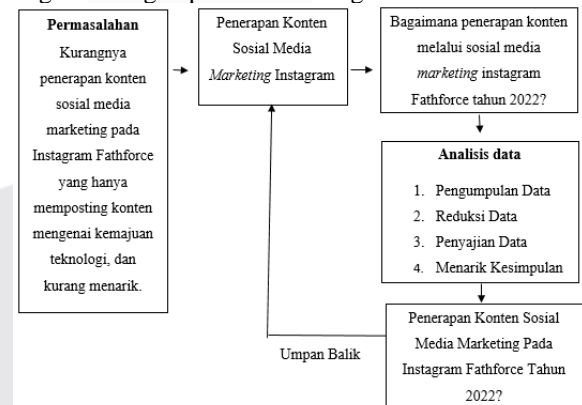 Permasalahan
Kurangnya
penerapan konten
sosial media
marketing pada
Instagram Fathforce
yang hanya
memposting konten
mengenai kemajuan
teknologi, dan
kurang menarik.
Penerapan Konten
Sosial Media
Marketing Instagram
Bagaimana penerapan konten
melalui sosial media
marketing instagram
Fathforce tahun 2022?
Analisis data
1. Pengumpulan Data
2. Reduksi Data
3. Penyajian Data
4. Menarik Kesimpulan
Penerapan Konten Sosial
Media Marketing Pada
Instagram Fathforce Tahun
2022?
Umpan Balik